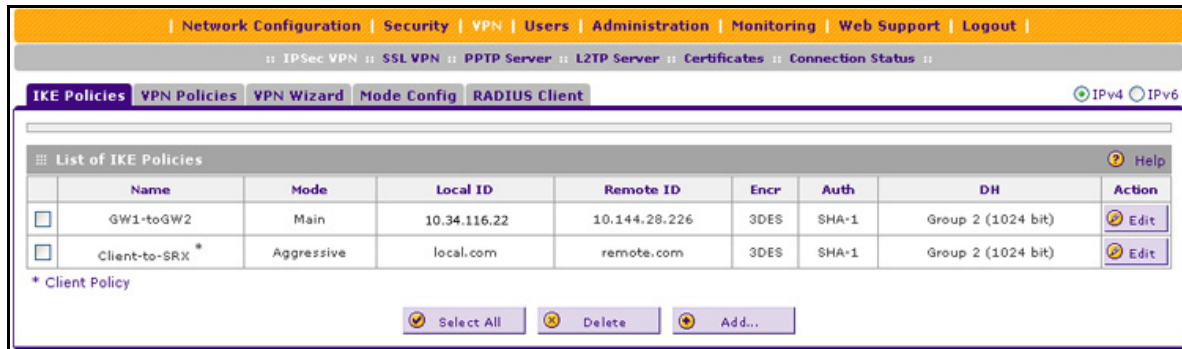 | Network Configuration | Security | VPN | Users | Administration | Monitoring | Web Support | Logout |
:: IPSec VPN :: SSL VPN :: PPTP Server :: L2TP Server :: Certificates :: Connection Status ::
IKE Policies VPN Policies VPN Wizard Mode Config RADIUS Client IPv4 IPv6
List of IKE Policies Help
Name Mode Local ID Remote ID Encr Auth DH Action
GW1-toGW2 Main 10.34.116.22 10.144.28.226 3DES SHA-1 Group 2 (1024 bit) Edit
Client-to-SRX * Aggressive local.com remote.com 3DES SHA-1 Group 2 (1024 bit) Edit
* Client Policy
Select All Delete Add...